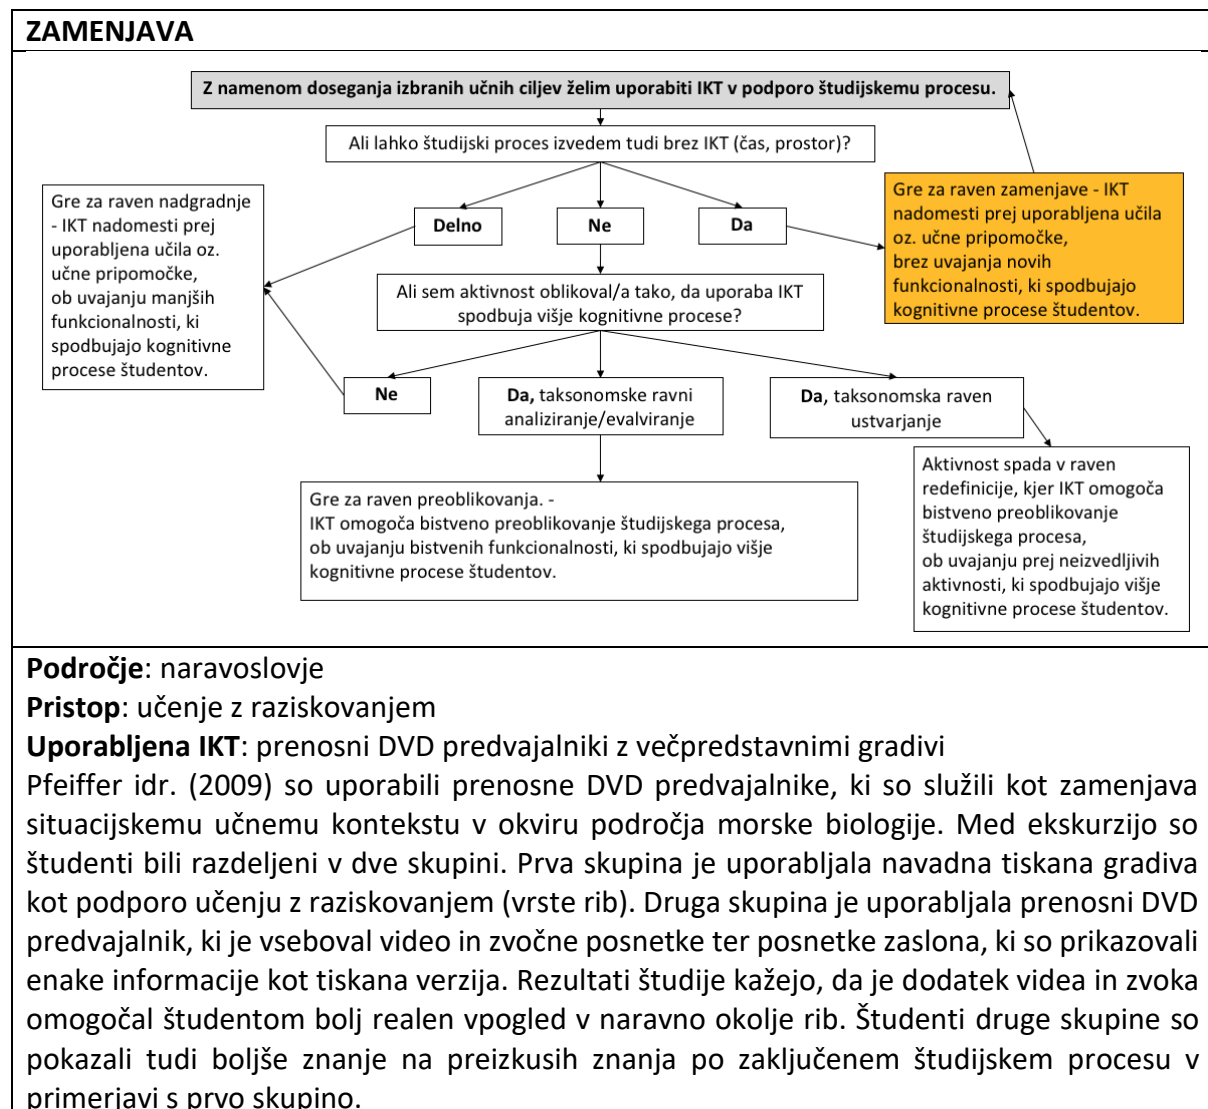 ZAMENJAVA
Z namenom doseganja izbranih učnih ciljev želim uporabiti IKT v podporo študijskemu procesu.
Ali lahko študijski proces izvedem tudi brez IKT (čas, prostor)?
Gre za raven nadgradnje
- IKT nadomesti prej
uporabljena učila oz.
učne pripomočke,
ob uvajanju manjših
funkcionalnosti, ki
spodbujajo kognitivne
procese študentov.
Delno
Ne
Da
Gre za raven zamenjave - IKT
nadomesti prej uporabljena učila
oz. učne pripomočke,
brez uvajanja novih
funkcionalnosti, ki spodbujajo
kognitivne procese študentov.
Ali sem aktivnost oblikoval/a tako, da uporaba IKT
spodbuja višje kognitivne procese?
Ne
Da, taksonomske ravni
analiziranje/evalviranje
Da, taksonomska raven
ustvarjanje
Gre za raven preoblikovanja. -
IKT omogoča bistveno preoblikovanje študijskega procesa,
ob uvajanju bistvenih funkcionalnosti, ki spodbujajo višje
kognitivne procese študentov.
Aktivnost spada v raven
redefinicije, kjer IKT omogoča
bistveno preoblikovanje
študijskega procesa,
ob uvajanju prej neizvedljivih
aktivnosti, ki spodbujajo višje
kognitivne procese študentov.
Področje: naravoslovje
Pristop: učenje z raziskovanjem
Uporabljena IKT: prenosni DVD predvajalniki z večpredstavnimi gradivi
Pfeiffer idr. (2009) so uporabili prenosne DVD predvajalnike, ki so služili kot zamenjava
situacijskemu učnemu kontekstu v okviru področja morske biologije. Med ekskurzijo so
študenti bili razdeljeni v dve skupini. Prva skupina je uporabljala navadna tiskana gradiva
kot podporo učenju z raziskovanjem (vrste rib). Druga skupina je uporabljala prenosni DVD
predvajalnik, ki je vseboval video in zvočne posnetke ter posnetke zaslona, ki so prikazovali
enake informacije kot tiskana verzija. Rezultati študije kažejo, da je dodatek videa in zvoka
omogočal študentom bolj realen vpogled v naravno okolje rib. Študenti druge skupine so
pokazali tudi boljše znanje na preizkusih znanja po zaključenem študijskem procesu v
primerjavi s prvo skupino.